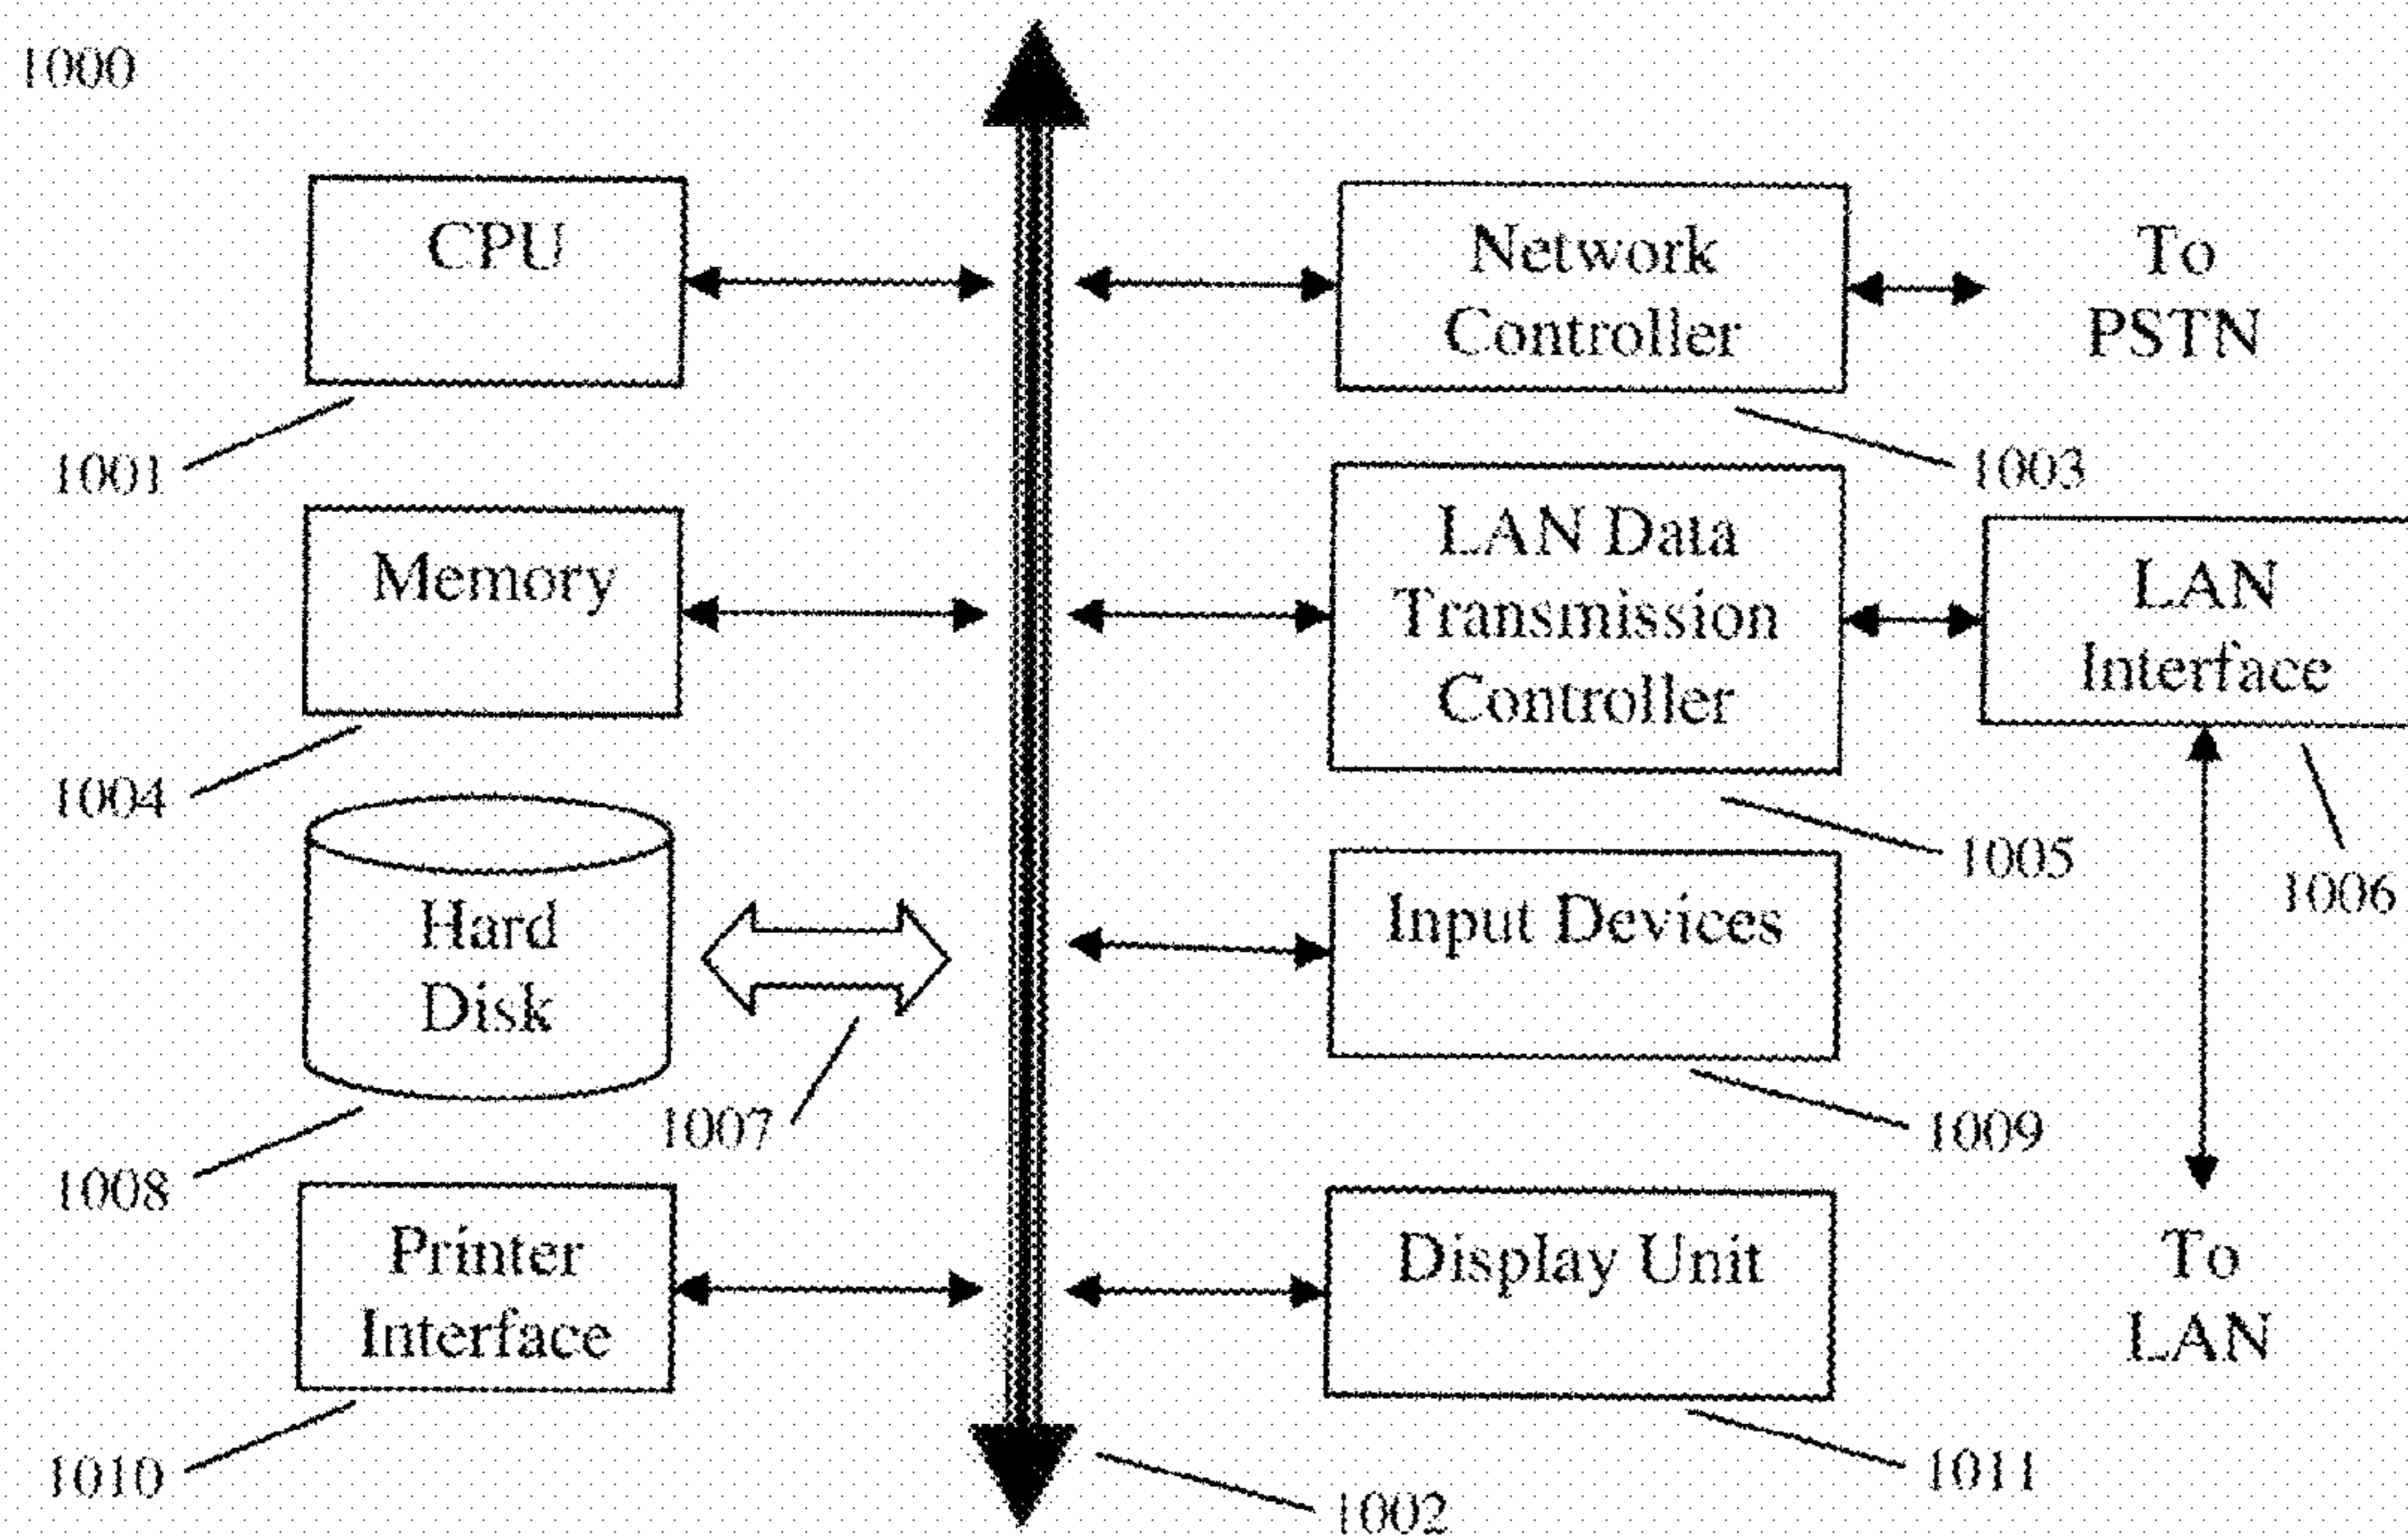 1000
CPU
1001
Network
Controller
To
PSTN
1003
Memory
1004
LAN Data
Transmission
Controller
1005
LAN
Interface
1006
Hard
Disk
1007
1008
Input Devices
1009
Printer
Interface
1010
Display Unit
1011
To
LAN
1002